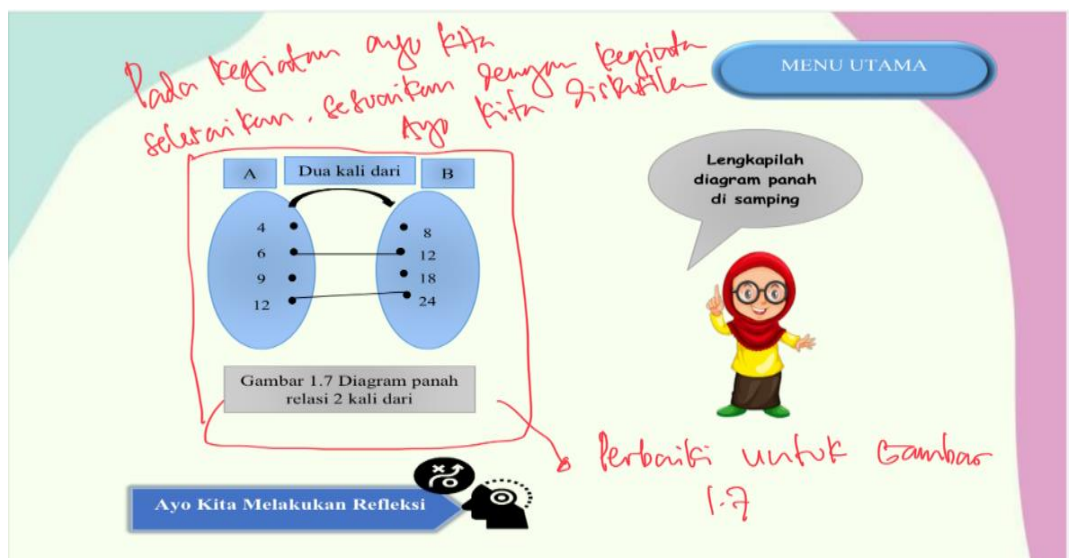 Pada kegiatan ayo kita
selesaikan, sesuaikan dengan kegiatan
Ayo kita diskusikan
MENU UTAMA
A
Dua kali dari
B
4
6
9
12
8
12
18
24
Gambar 1.7 Diagram panah
relasi 2 kali dari
Lengkapilah
diagram panah
di samping
Perbaiki untuk Gambar
1.7
Ayo Kita Melakukan Refleksi